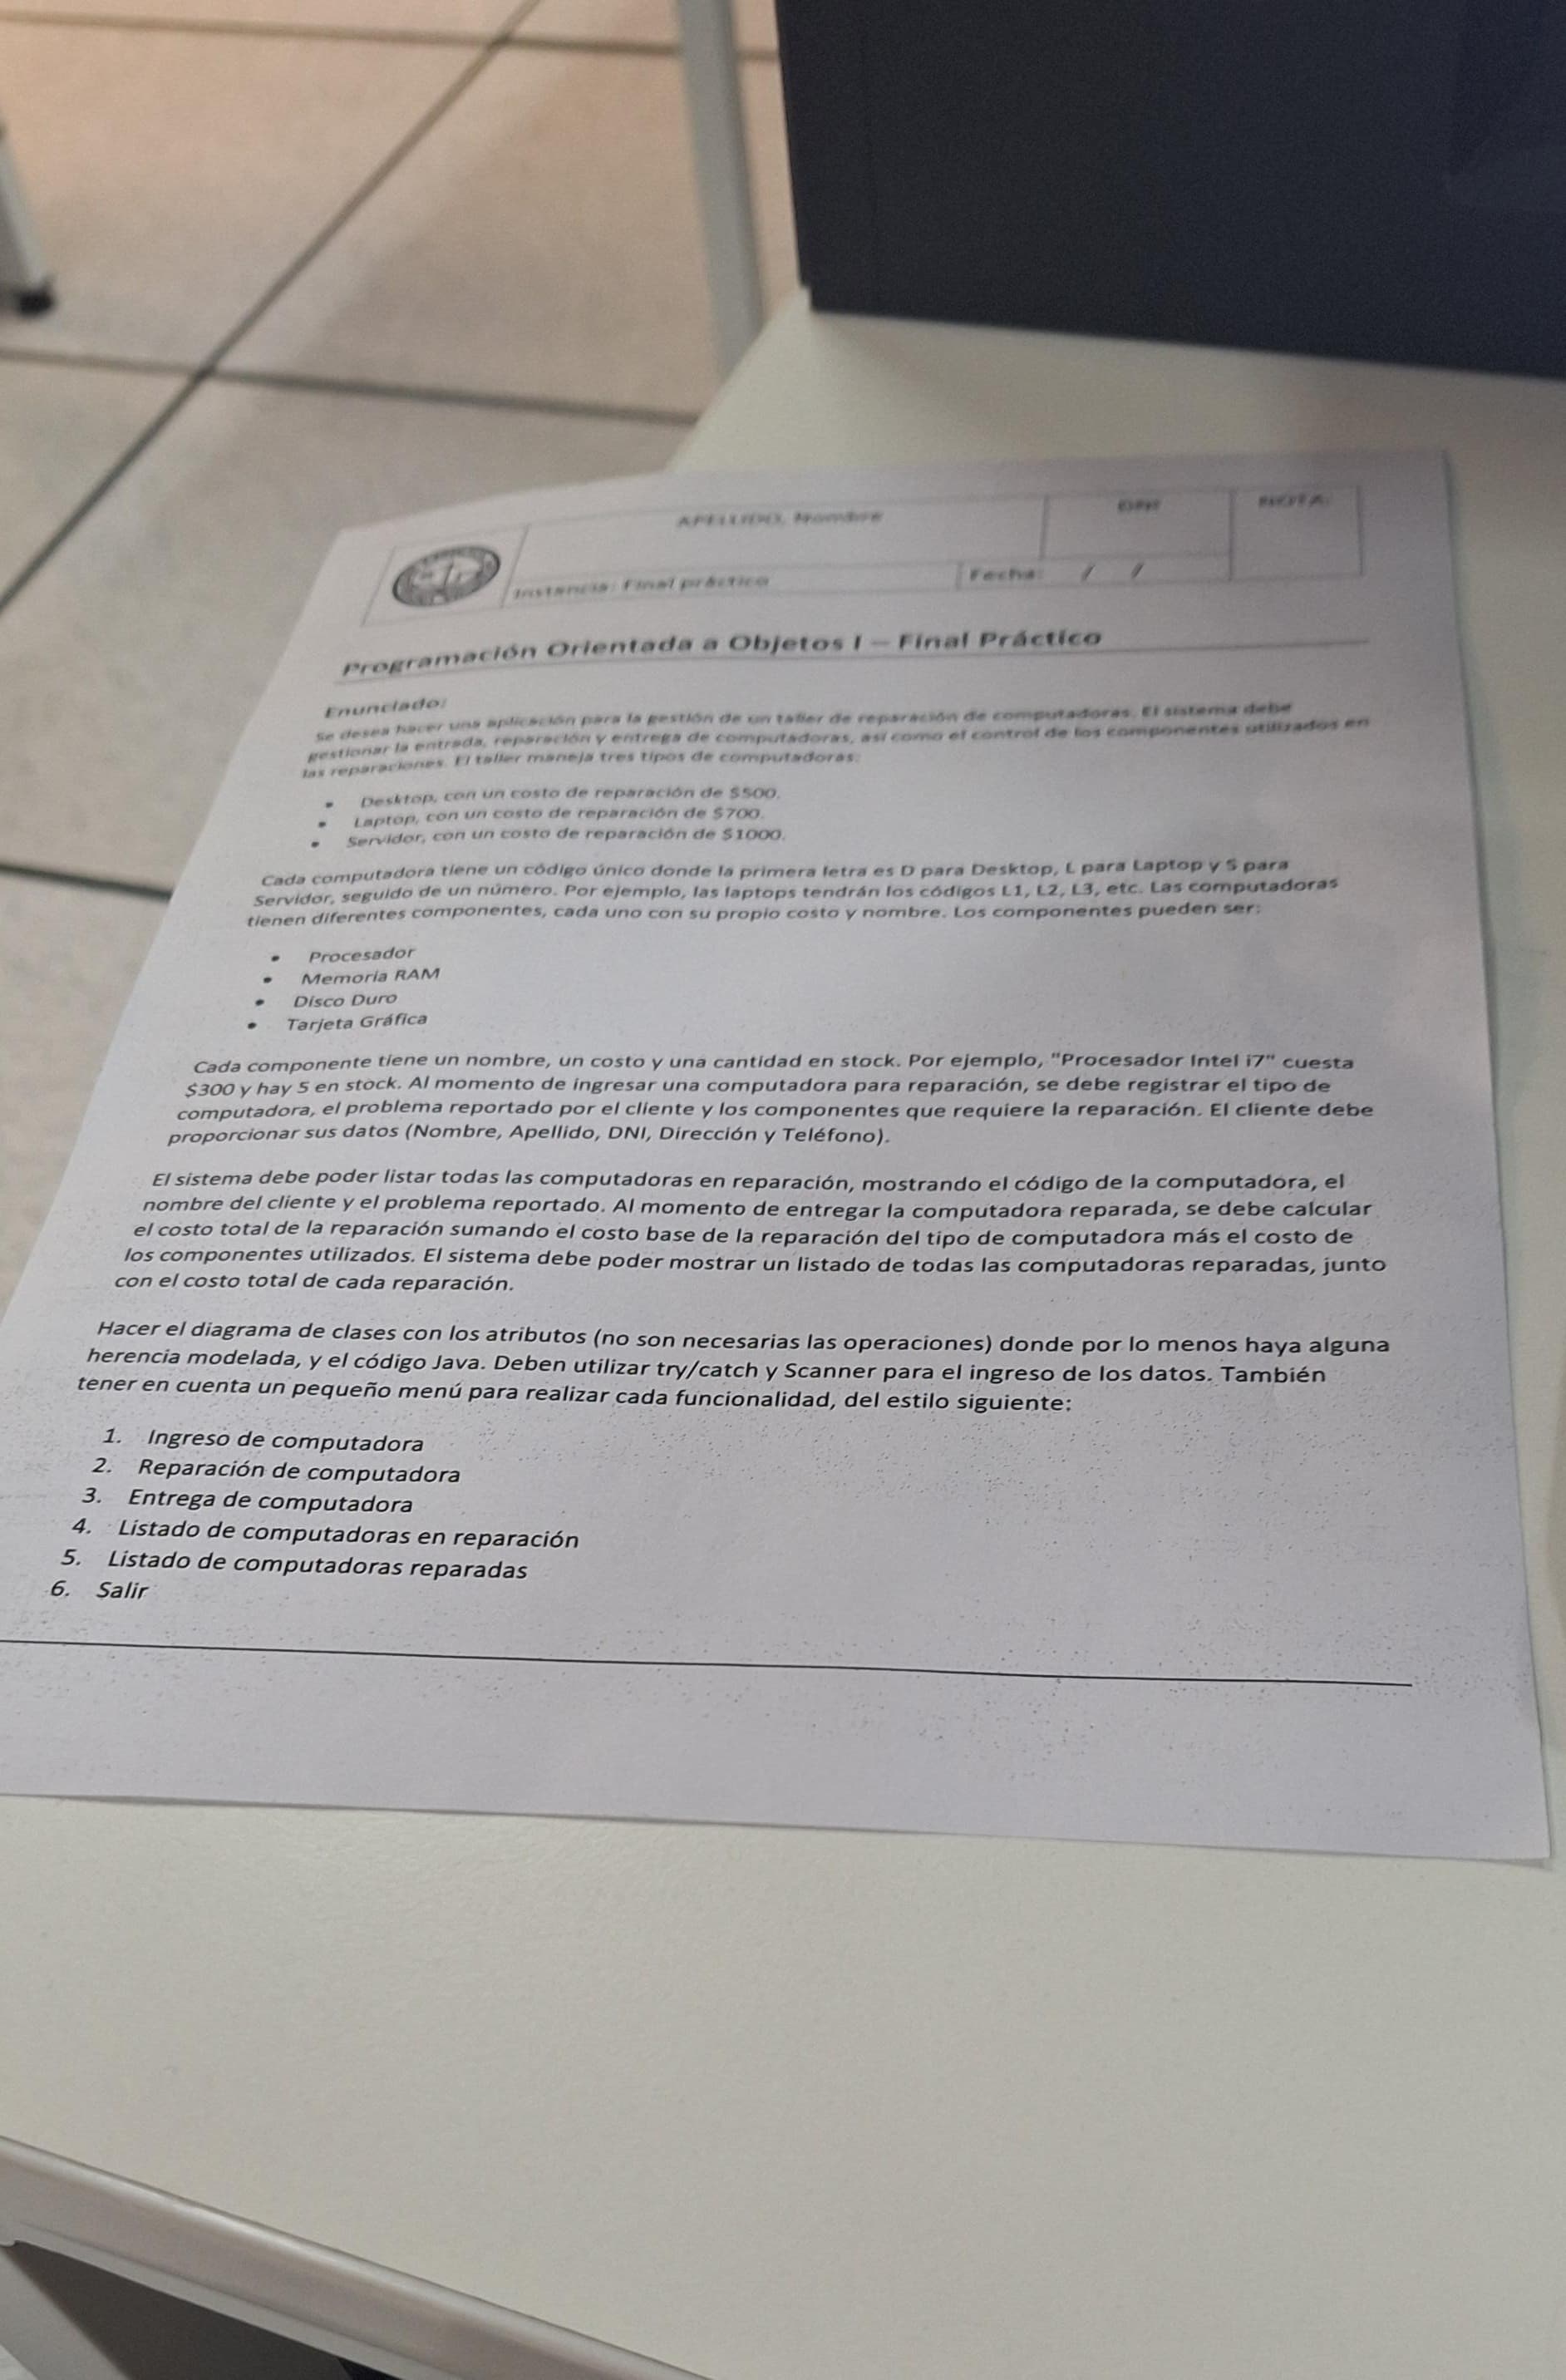 APELLIDO, Nombre
DNI
NOTA:
Instancia: Final práctico
Fecha: / /
Programación Orientada a Objetos I – Final Práctico
Enunciado:
Se desea hacer una aplicación para la gestión de un taller de reparación de computadoras. El sistema debe
gestionar la entrada, reparación y entrega de computadoras, así como el control de los componentes utilizados en
las reparaciones. El taller maneja tres tipos de computadoras:
• Desktop, con un costo de reparación de $500.
• Laptop, con un costo de reparación de $700.
• Servidor, con un costo de reparación de $1000.
Cada computadora tiene un código único donde la primera letra es D para Desktop, L para Laptop y S para
Servidor, seguido de un número. Por ejemplo, las laptops tendrán los códigos L1, L2, L3, etc. Las computadoras
tienen diferentes componentes, cada uno con su propio costo y nombre. Los componentes pueden ser:
• Procesador
• Memoria RAM
• Disco Duro
• Tarjeta Gráfica
Cada componente tiene un nombre, un costo y una cantidad en stock. Por ejemplo, "Procesador Intel i7" cuesta
$300 y hay 5 en stock. Al momento de ingresar una computadora para reparación, se debe registrar el tipo de
computadora, el problema reportado por el cliente y los componentes que requiere la reparación. El cliente debe
proporcionar sus datos (Nombre, Apellido, DNI, Dirección y Teléfono).
El sistema debe poder listar todas las computadoras en reparación, mostrando el código de la computadora, el
nombre del cliente y el problema reportado. Al momento de entregar la computadora reparada, se debe calcular
el costo total de la reparación sumando el costo base de la reparación del tipo de computadora más el costo de
los componentes utilizados. El sistema debe poder mostrar un listado de todas las computadoras reparadas, junto
con el costo total de cada reparación.
Hacer el diagrama de clases con los atributos (no son necesarias las operaciones) donde por lo menos haya alguna
herencia modelada, y el código Java. Deben utilizar try/catch y Scanner para el ingreso de los datos. También
tener en cuenta un pequeño menú para realizar cada funcionalidad, del estilo siguiente:
1. Ingreso de computadora
2. Reparación de computadora
3. Entrega de computadora
4. Listado de computadoras en reparación
5. Listado de computadoras reparadas
6. Salir